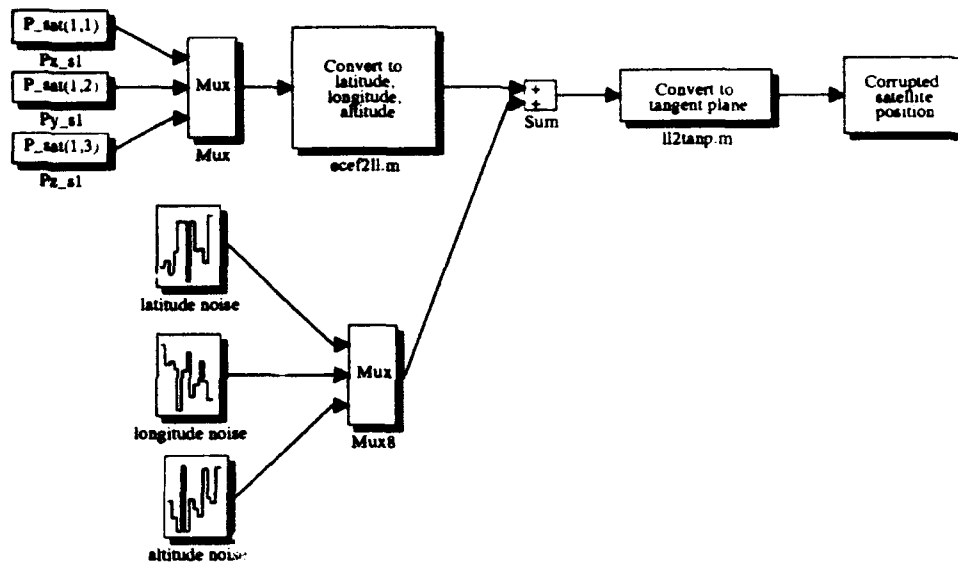 P_sat(1,1)
Pz_s1
P_sat(1,2)
Py_s1
P_sat(1,3)
Pz_s1
Mux
Mux
Convert to
latitude,
longitude,
altitude
ecef2ll.m
+
+
Sum
Convert to
tangent plane
ll2tanp.m
Corrupted
satellite
position
latitude noise
longitude noise
altitude noise
Mux
Mux8